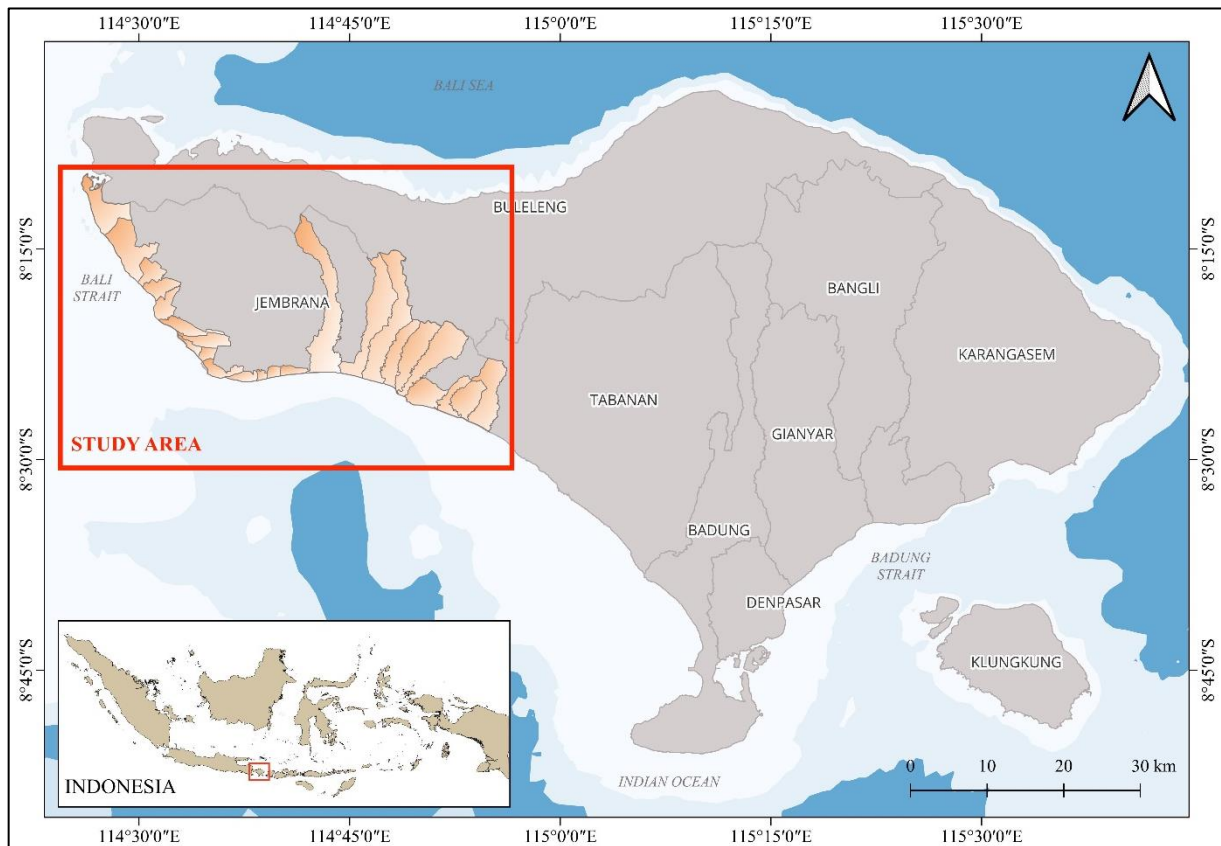 114°30'0"E 114°45'0"E 115°00'0"E 115°15'0"E 115°30'0"E
BALI SEA
BULELENG
8°15'0"S
8°15'0"S
BALI
STRAIT
JEMBRANA
BANGLI
KARANGASEM
TABANAN
GIANYAR
STUDY AREA
8°30'0"S
8°30'0"S
BADUNG
BADUNG
STRAIT
DENPASAR
KLUNGKUNG
8°45'0"S
8°45'0"S
INDONESIA
INDIAN OCEAN
0 10 20 30 km
114°30'0"E 114°45'0"E 115°00'0"E 115°15'0"E 115°30'0"E